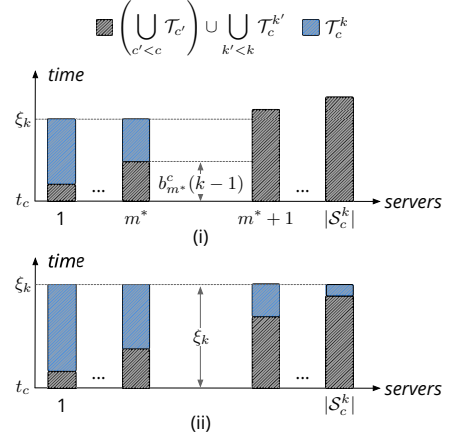 (⋃_{c'<c} 𝒯_{c'}) ∪ ⋃_{k'<k} 𝒯_c^{k'} 𝒯_c^k
time
ξ_k
b_{m*}^c(k−1)
t_c
servers
1 ... m* m* + 1 ... |𝒮_c^k|
(i)
time
ξ_k
ξ_k
... ...
t_c
servers
1 |𝒮_c^k|
(ii)